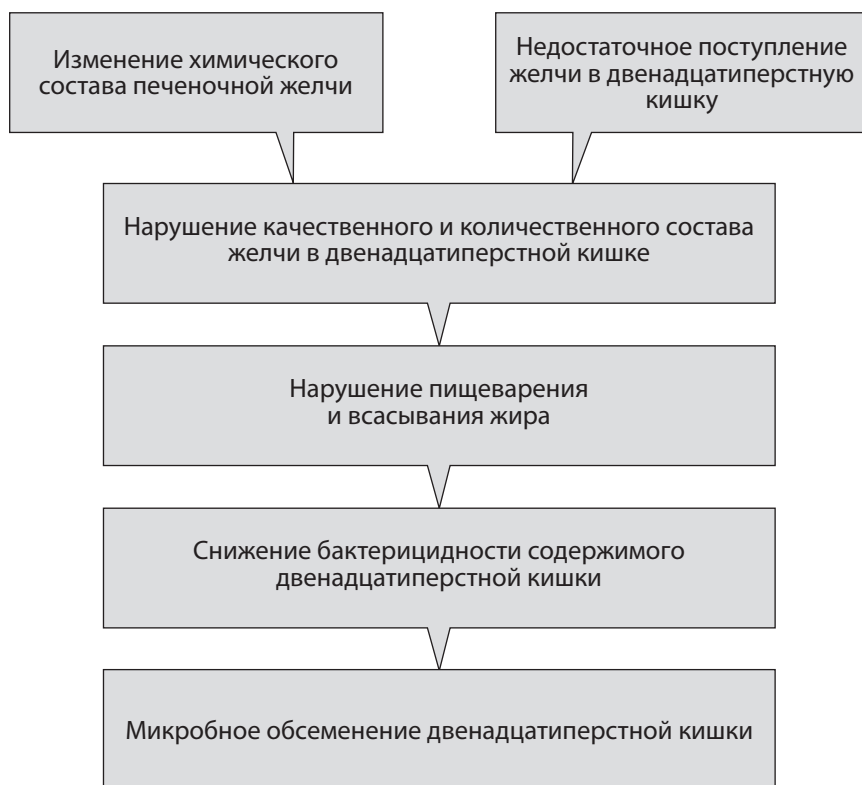 Изменение химического
состава печеночной желчи
Недостаточное поступление
желчи в двенадцатиперстную
кишку
Нарушение качественного и количественного состава
желчи в двенадцатиперстной кишке
Нарушение пищеварения
и всасывания жира
Снижение бактерицидности содержимого
двенадцатиперстной кишки
Микробное обсеменение двенадцатиперстной кишки